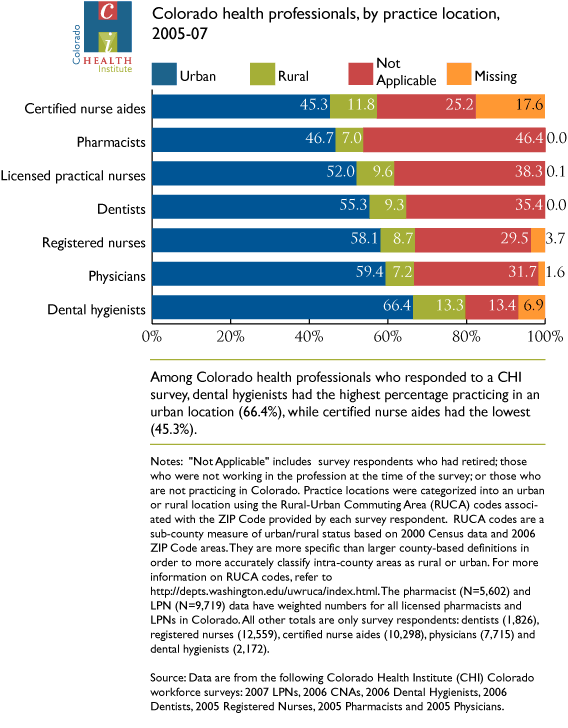 Colorado
c
i
HEALTH
Institute
Colorado health professionals, by practice location,
2005-07
Urban
Rural
Not
Applicable
Missing
Certified nurse aides 45.3 11.8 25.2 17.6
Pharmacists 46.7 7.0 46.4 0.0
Licensed practical nurses 52.0 9.6 38.3 0.1
Dentists 55.3 9.3 35.4 0.0
Registered nurses 58.1 8.7 29.5 3.7
Physicians 59.4 7.2 31.7 1.6
Dental hygienists 66.4 13.3 13.4 6.9
0% 20% 40% 60% 80% 100%
Among Colorado health professionals who responded to a CHI
survey, dental hygienists had the highest percentage practicing in an
urban location (66.4%), while certified nurse aides had the lowest
(45.3%).
Notes: "Not Applicable" includes survey respondents who had retired; those
who were not working in the profession at the time of the survey; or those who
are not practicing in Colorado. Practice locations were categorized into an urban
or rural location using the Rural-Urban Commuting Area (RUCA) codes associ-
ated with the ZIP Code provided by each survey respondent. RUCA codes are a
sub-county measure of urban/rural status based on 2000 Census data and 2006
ZIP Code areas. They are more specific than larger county-based definitions in
order to more accurately classify intra-county areas as rural or urban. For more
information on RUCA codes, refer to
http://depts.washington.edu/uwruca/index.html. The pharmacist (N=5,602) and
LPN (N=9,719) data have weighted numbers for all licensed pharmacists and
LPNs in Colorado. All other totals are only survey respondents: dentists (1,826),
registered nurses (12,559), certified nurse aides (10,298), physicians (7,715) and
dental hygienists (2,172).
Source: Data are from the following Colorado Health Institute (CHI) Colorado
workforce surveys: 2007 LPNs, 2006 CNAs, 2006 Dental Hygienists, 2006
Dentists, 2005 Registered Nurses, 2005 Pharmacists and 2005 Physicians.